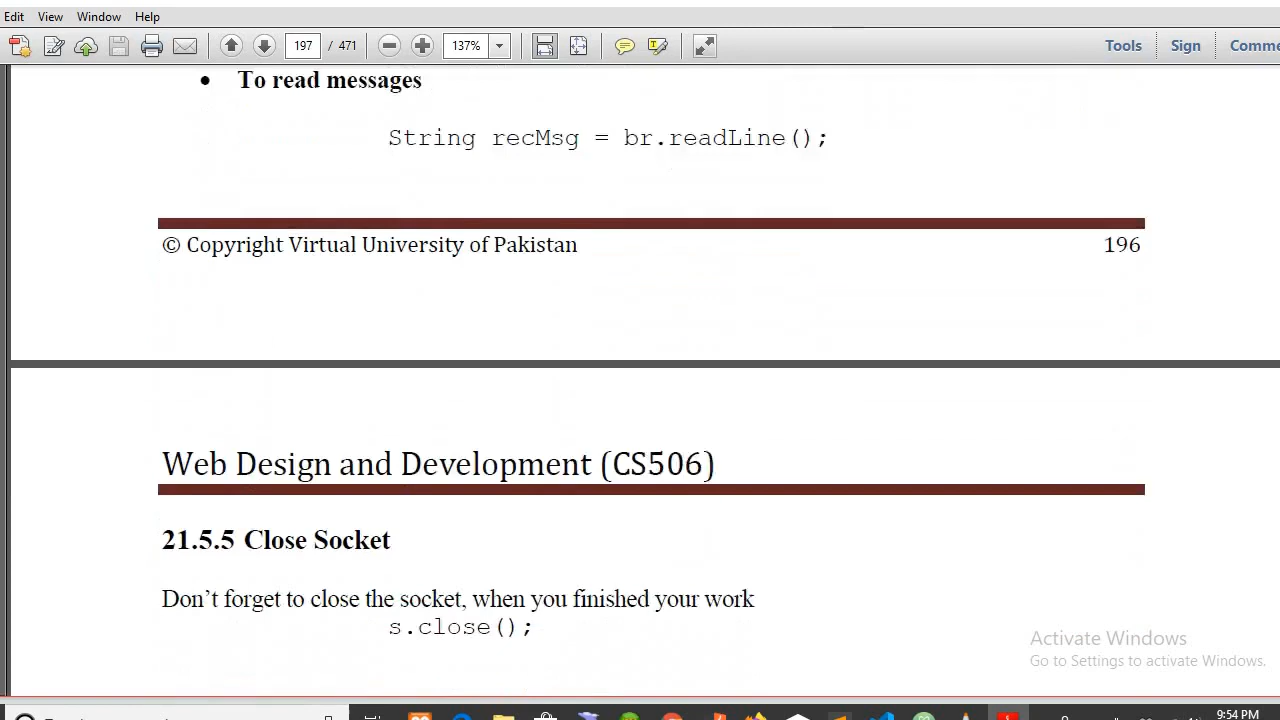 Edit View Window Help
197 / 471 137% Tools Sign Comme
• To read messages
String recMsg = br.readLine();
© Copyright Virtual University of Pakistan 196
Web Design and Development (CS506)
21.5.5 Close Socket
Don't forget to close the socket, when you finished your work
s.close();
Activate Windows
Go to Settings to activate Windows.
9:54 PM